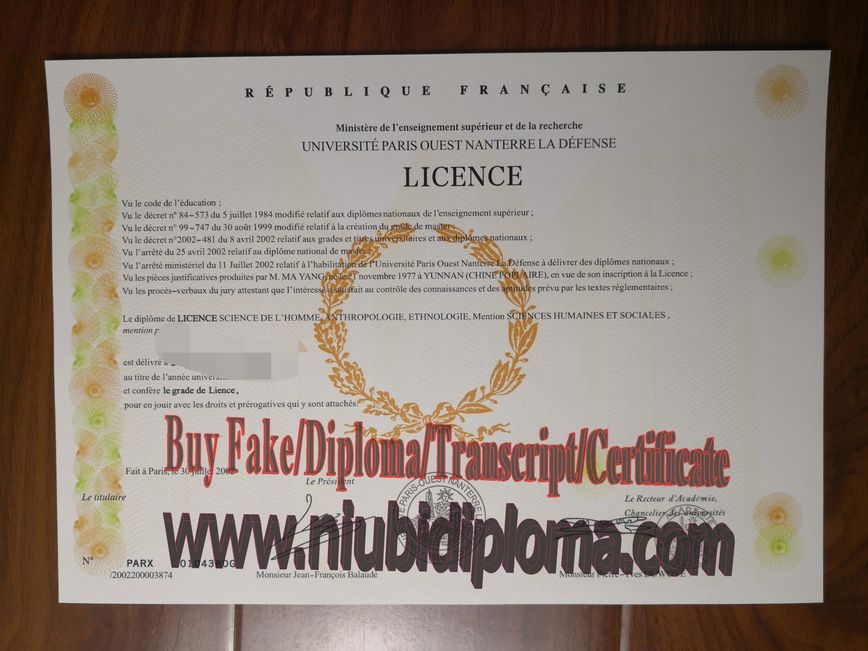 RÉPUBLIQUE FRANÇAISE
Ministère de l'enseignement supérieur et de la recherche
UNIVERSITÉ PARIS OUEST NANTERRE LA DÉFENSE
LICENCE
Vu le code de l'éducation ;
Vu le décret n° 84-573 du 5 juillet 1984 modifié relatif aux diplômes nationaux de l'enseignement supérieur ;
Vu le décret n° 99-747 du 30 août 1999 modifié relatif à la création du grade de master
Vu le décret n°2002-481 du 8 avril 2002 relatif aux grades et titres universitaires et aux diplômes nationaux ;
Vu l'arrêté du 25 avril 2002 relatif au diplôme national de master ;
Vu l'arrêté ministériel du 11 Juillet 2002 relatif à l'habilitation de l'Université Paris Ouest Nanterre La Défense à délivrer des diplômes nationaux ;
Vu les pièces justificatives produites par M. MA YANG, né le 21 novembre 1977 à YUNNAN (CHINE POPLAIRE), en vue de son inscription à la Licence ;
Vu les procès-verbaux du jury attestant que l'intéressé a satisfait au contrôle des connaissances et des aptitudes prévu par les textes réglementaires ;
Le diplôme de LICENCE SCIENCE DE L'HOMME, ANTHROPOLOGIE, ETHNOLOGIE, Mention SCIENCES HUMAINES ET SOCIALES ,
mention p
est délivré à
au titre de l'année
et confère le grade de Lience,
pour en jouir avec les droits et prérogatives qui y sont attachés.
Buy Fake/Diploma/Transcript/Certificate
Fait à Paris, le 30 juillet 2002
Le titulaire
Le Président
Le Recteur d'Académie,
Chancelier des universités
www.niubidiploma.com
N° PARX
/2002200003874
Monsieur Jean-François Balaude
Monsieur